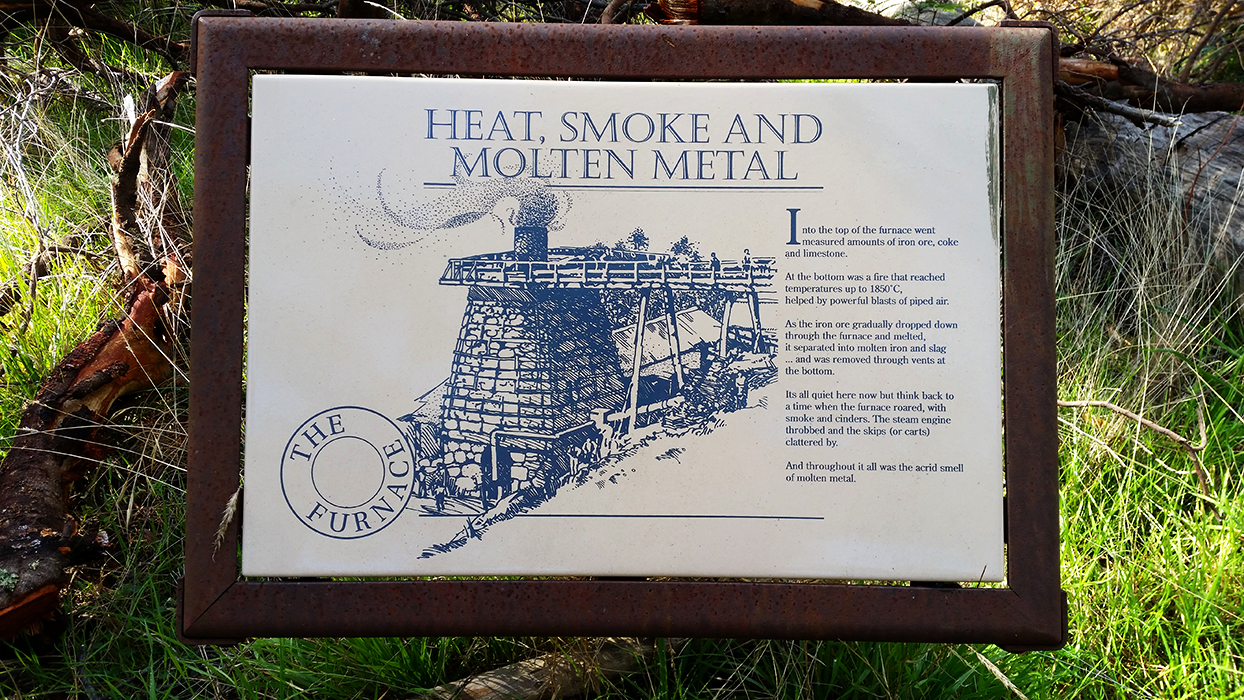 HEAT, SMOKE AND
MOLTEN METAL
Into the top of the furnace went
measured amounts of iron ore, coke
and limestone.
At the bottom was a fire that reached
temperatures up to 1850°C,
helped by powerful blasts of piped air.
As the iron ore gradually dropped down
through the furnace and melted,
it separated into molten iron and slag
... and was removed through vents at
the bottom.
Its all quiet here now but think back to
a time when the furnace roared, with
smoke and cinders. The steam engine
throbbed and the skips (or carts)
clattered by.
And throughout it all was the acrid smell
of molten metal.
THE
FURNACE